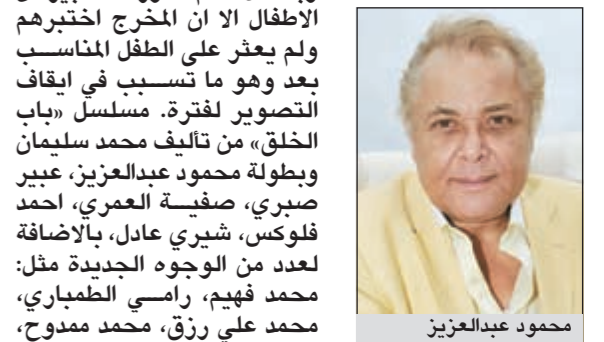 الاطفال الا ان المخرج اختبرهم
ولم يعثر على الطفل المناسب
بعد وهو ما تسبب في ايقاف
التصوير لفترة. مسلسل «باب
الخلق» من تأليف محمد سليمان
وبطولة محمود عبدالعزيز، عبير
صبري، صفية العمري، احمد
فلوكس، شيري عادل، بالاضافة
لعدد من الوجوه الجديدة مثل:
محمد فهيم، رامي الطمباري،
محمد علي رزق، محمد ممدوح،
محمود عبدالعزيز